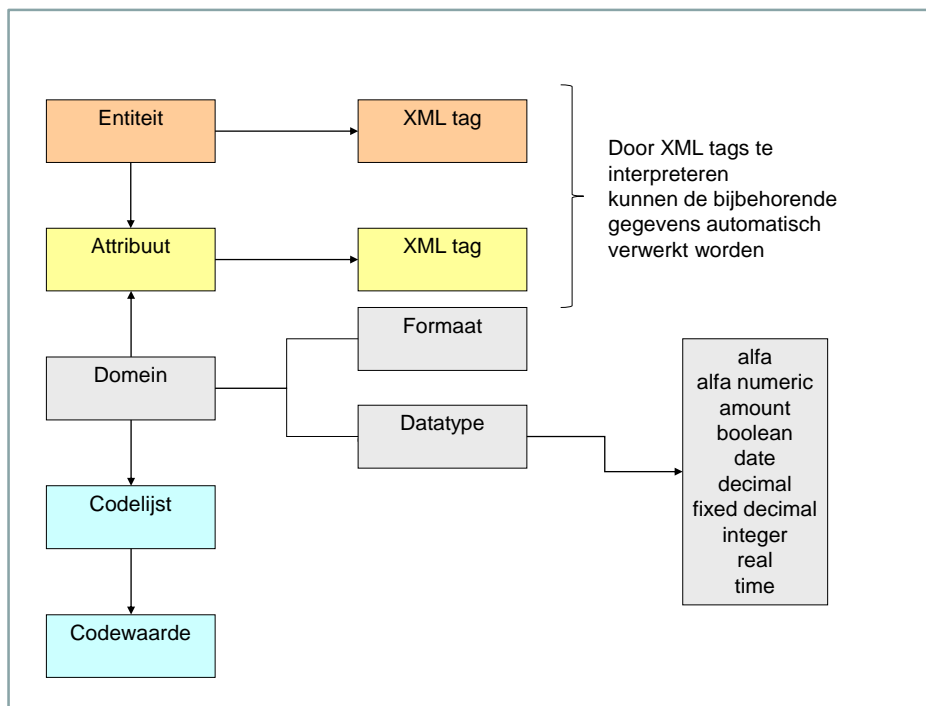 Entiteit
XML tag
Door XML tags te
interpreteren
kunnen de bijbehorende
gegevens automatisch
verwerkt worden
Attribuut
XML tag
Formaat
Domein
Datatype
alfa
alfa numeric
amount
boolean
date
decimal
fixed decimal
integer
real
time
Codelijst
Codewaarde